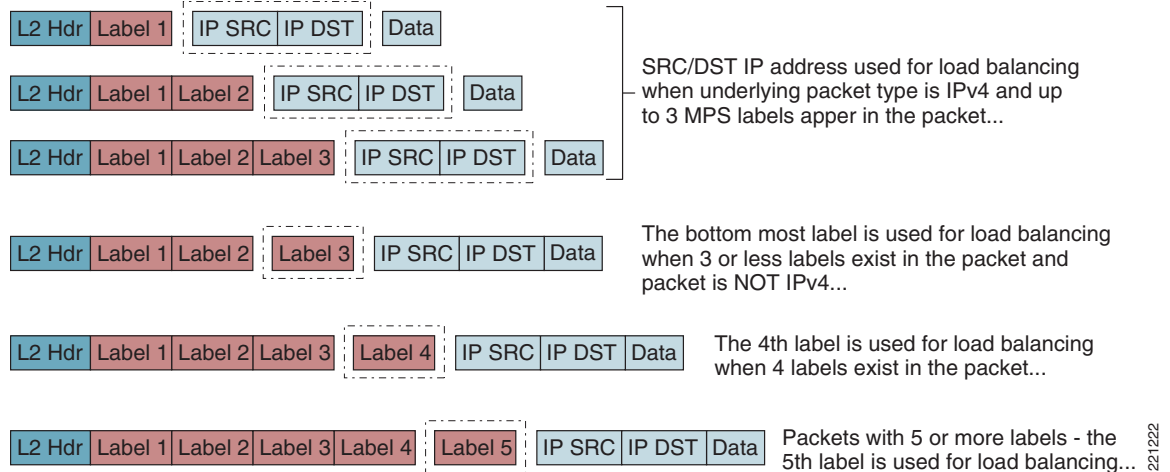 L2 Hdr Label 1 IP SRC IP DST Data
L2 Hdr Label 1 Label 2 IP SRC IP DST Data
L2 Hdr Label 1 Label 2 Label 3 IP SRC IP DST Data
SRC/DST IP address used for load balancing
when underlying packet type is IPv4 and up
to 3 MPS labels apper in the packet...
L2 Hdr Label 1 Label 2 Label 3 IP SRC IP DST Data
The bottom most label is used for load balancing
when 3 or less labels exist in the packet and
packet is NOT IPv4...
L2 Hdr Label 1 Label 2 Label 3 Label 4 IP SRC IP DST Data
The 4th label is used for load balancing
when 4 labels exist in the packet...
L2 Hdr Label 1 Label 2 Label 3 Label 4 Label 5 IP SRC IP DST Data
Packets with 5 or more labels - the
5th label is used for load balancing...
221222